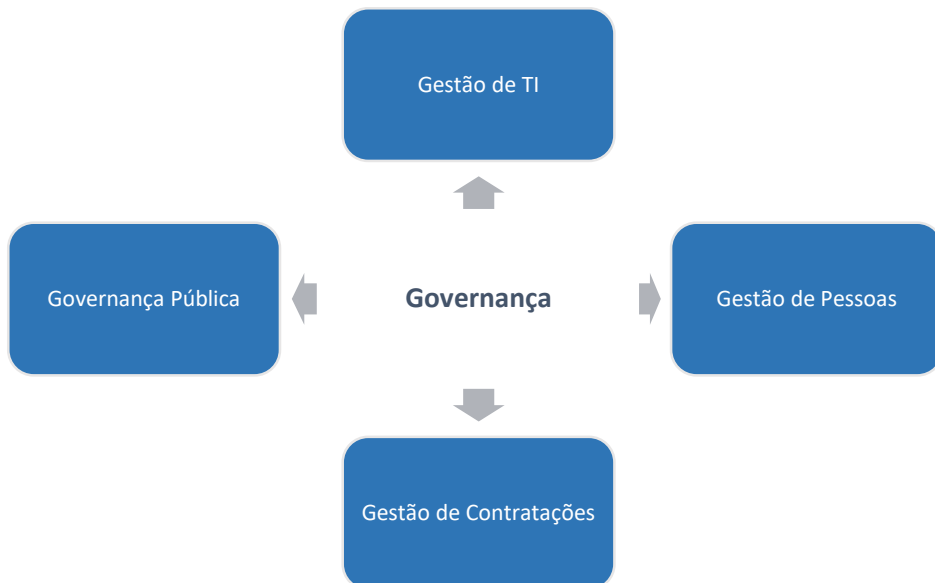 Gestão de TI
Governança Pública
Governança
Gestão de Pessoas
Gestão de Contratações